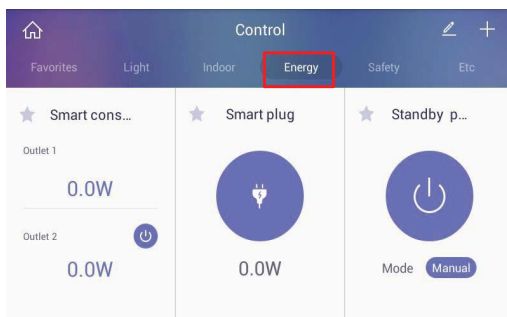 Control
Favorites Light Indoor Energy Safety Etc
Smart cons... Smart plug Standby p...
Outlet 1
0.0W
Outlet 2
0.0W 0.0W Mode Manual